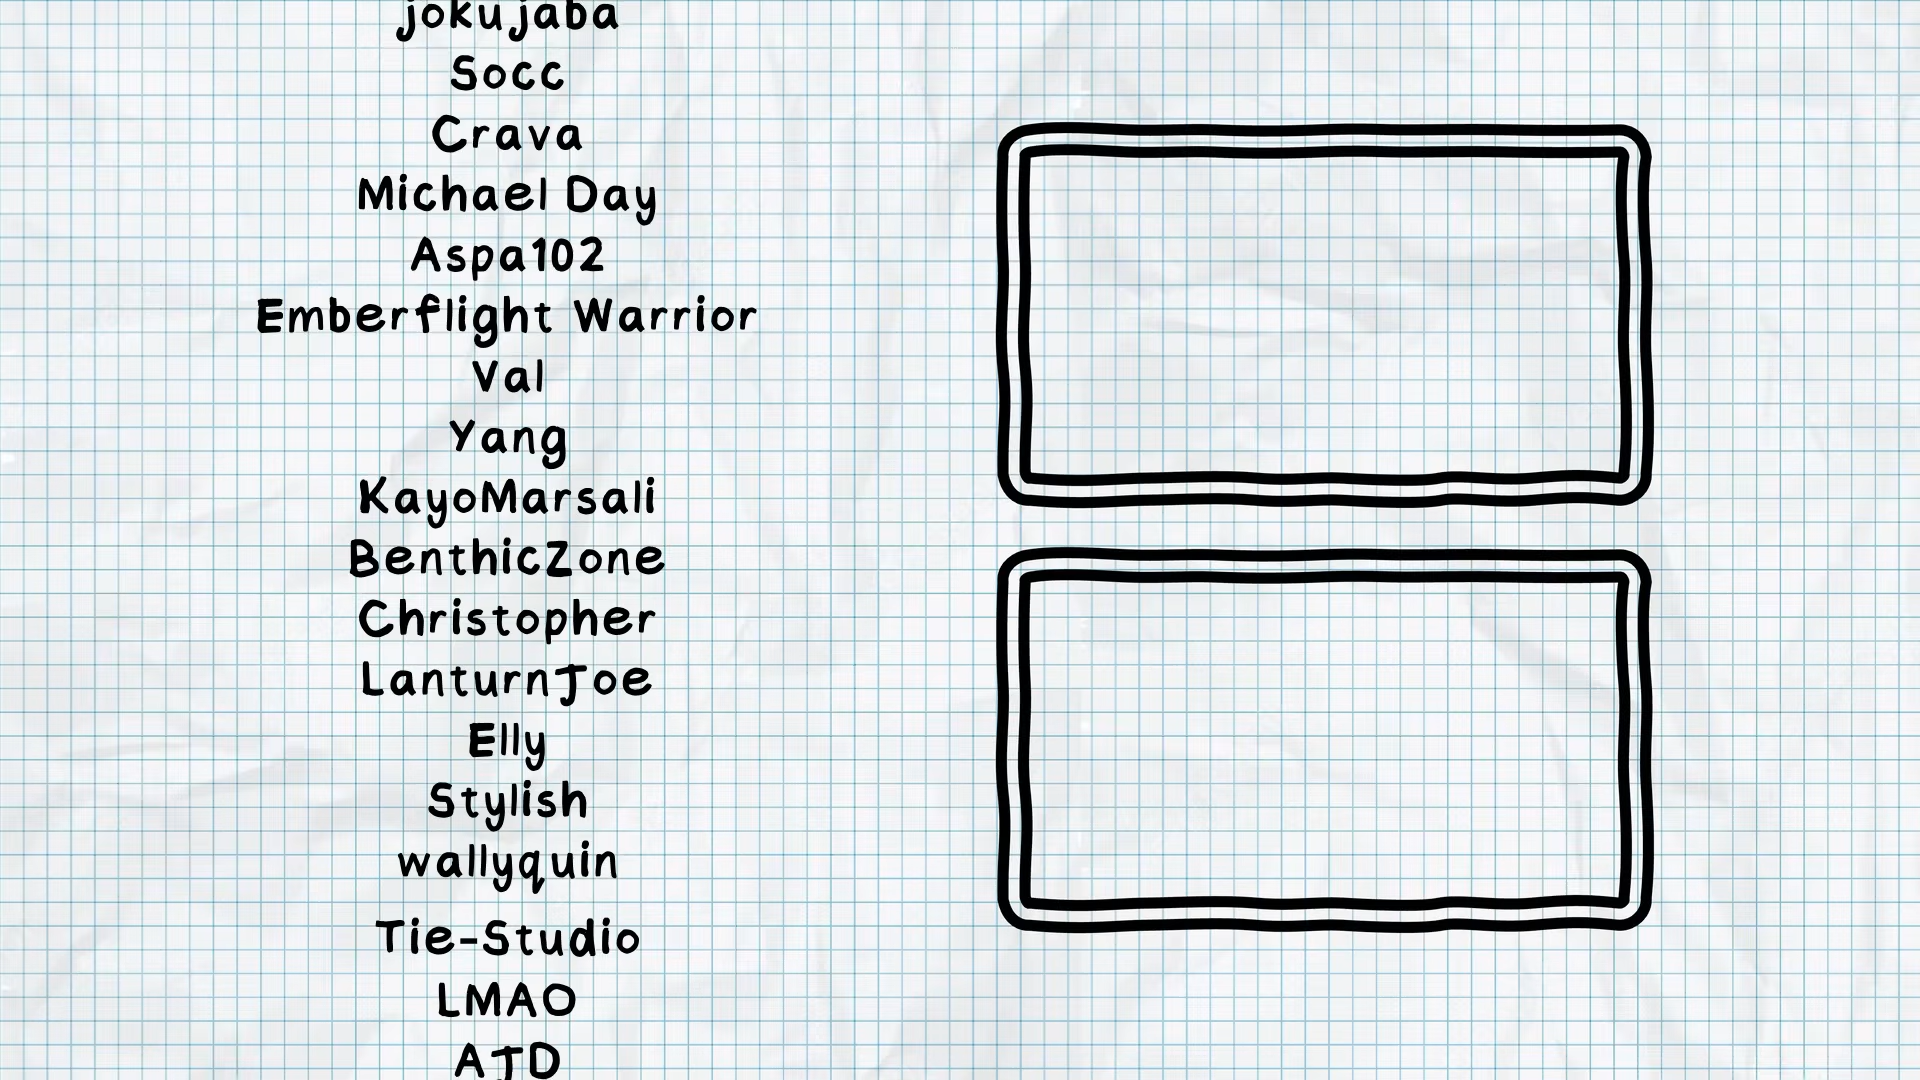 jokujaba
Socc
Crava
Michael Day
Aspa102
Emberflight Warrior
Val
Yang
KayoMarsali
BenthicZone
Christopher
LanturnJoe
Elly
Stylish
wallyquin
Tie-Studio
LMAO
AJD